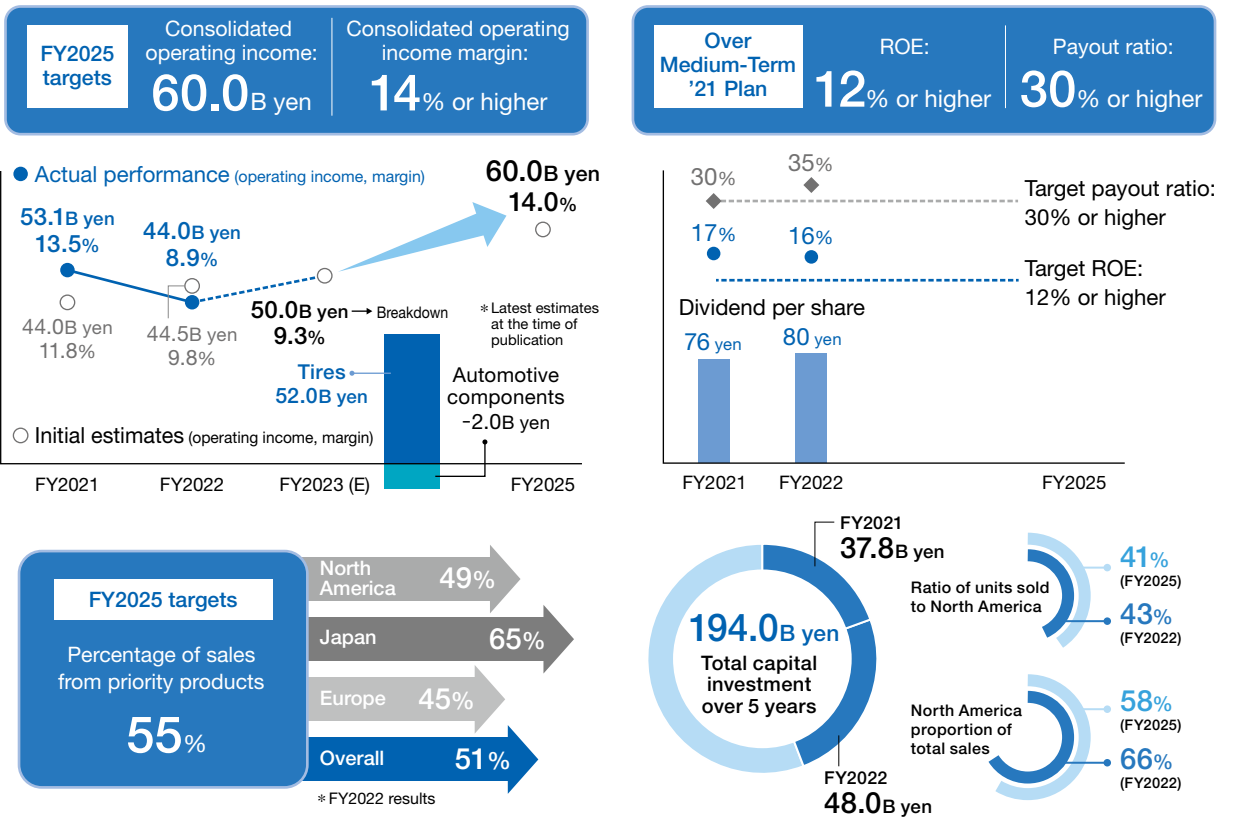 FY2025
targets
Consolidated
operating income:
60.0B yen
Consolidated operating
income margin:
14% or higher
Over
Medium-Term
’21 Plan
ROE:
12% or higher
Payout ratio:
30% or higher
Actual performance (operating income, margin)
53.1B yen
13.5%
44.0B yen
8.9%
60.0B yen
14.0%
44.0B yen
11.8%
44.5B yen
9.8%
50.0B yen
9.3%
Breakdown
*Latest estimates
at the time of
publication
Tires
52.0B yen
Automotive
components
-2.0B yen
Initial estimates (operating income, margin)
FY2021
FY2022
FY2023 (E)
FY2025
30%
35%
Target payout ratio:
30% or higher
17%
16%
Target ROE:
12% or higher
Dividend per share
76 yen
80 yen
FY2021
FY2022
FY2025
FY2025 targets
Percentage of sales
from priority products
55%
North
America
49%
Japan
65%
Europe
45%
Overall
51%
*FY2022 results
FY2021
37.8B yen
194.0B yen
Total capital
investment
over 5 years
FY2022
48.0B yen
Ratio of units sold
to North America
41%
(FY2025)
43%
(FY2022)
North America
proportion of
total sales
58%
(FY2025)
66%
(FY2022)